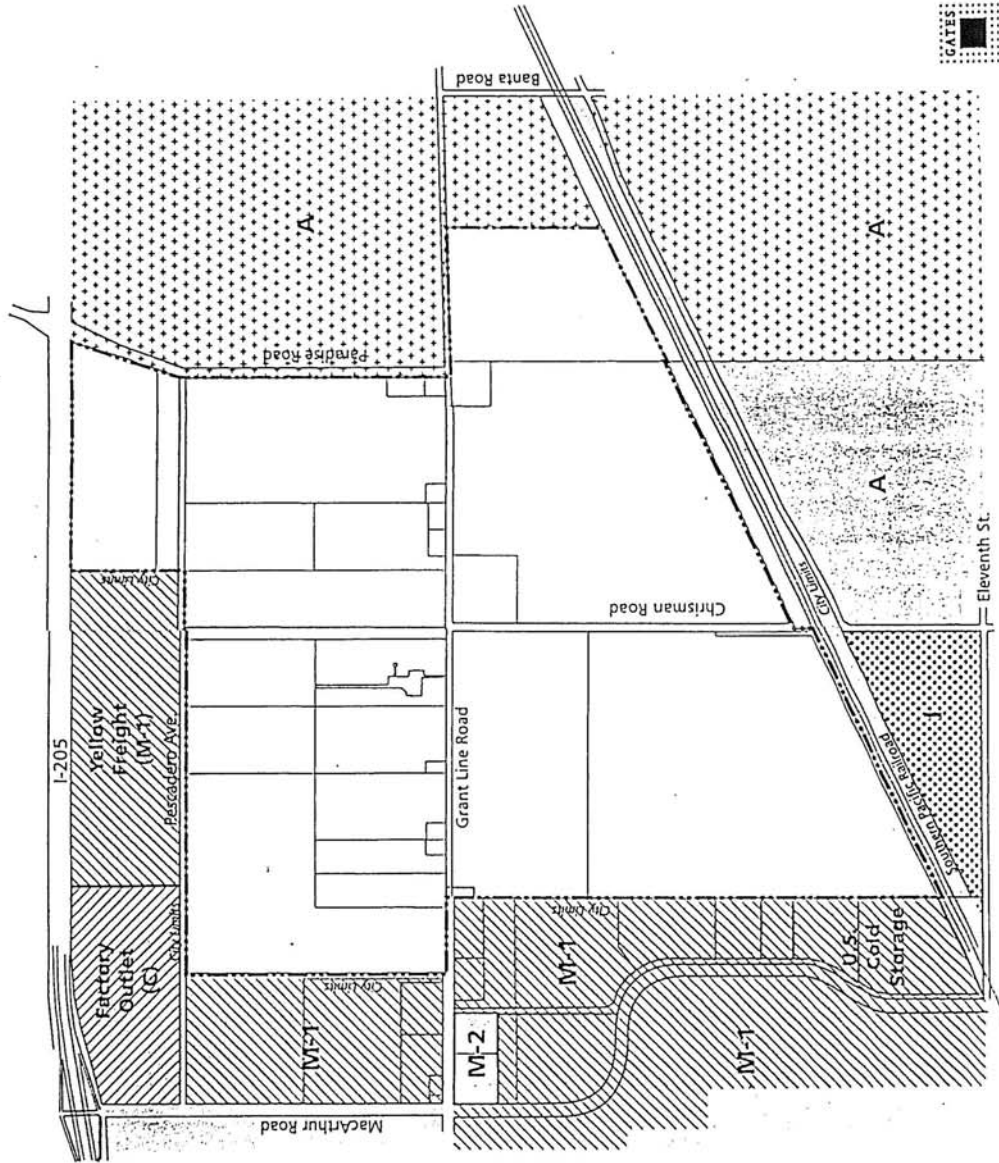 I-205
Factory
Outlet
(C)
Yellow
Freight
(M-1)
City Limits
City Limits
Pescadero Ave.
Paradise Road
A
M-1
City Limits
MacArthur Road
Grant Line Road
Banta Road
M-2
M-1
City Limits
M-1
U.S.
Cold
Storage
Chrisman Road
City Limits
Southern Pacific Railroad
I
A
A
Eleventh St.
GATES